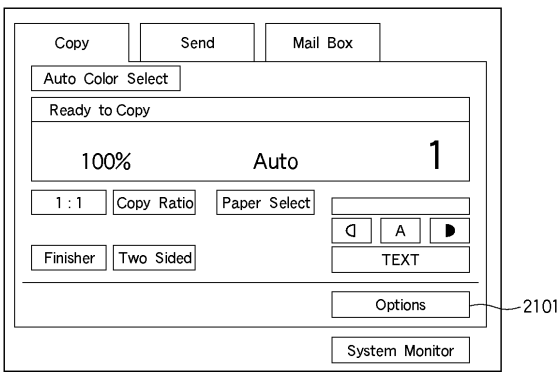 Copy Send Mail Box
Auto Color Select
Ready to Copy
100% Auto 1
1 : 1 Copy Ratio Paper Select
A
Finisher Two Sided TEXT
Options 2101
System Monitor